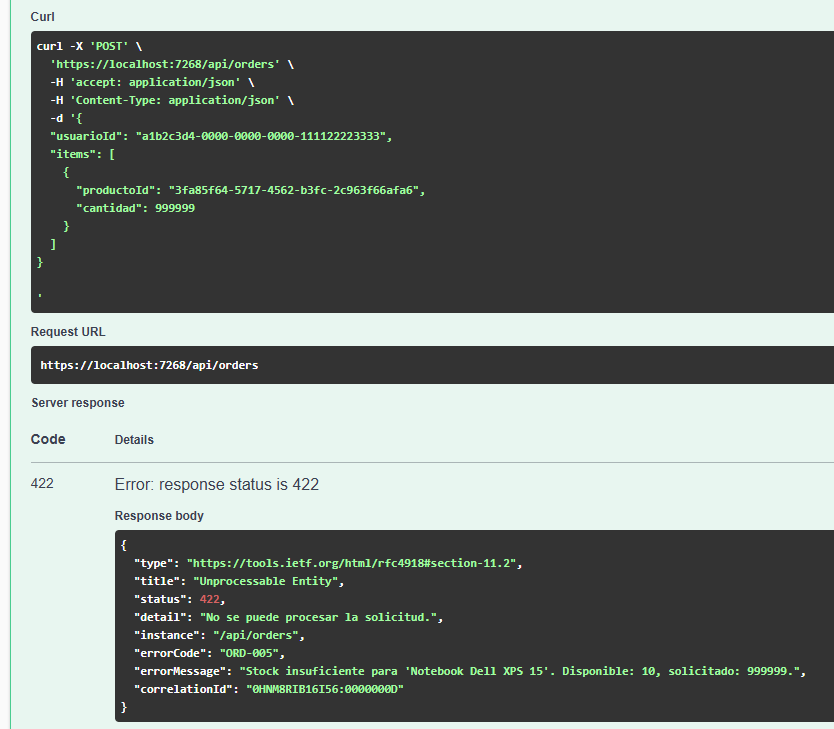 Curl
curl -X 'POST' \
  'https://localhost:7268/api/orders' \
  -H 'accept: application/json' \
  -H 'Content-Type: application/json' \
  -d '{
  "usuarioId": "a1b2c3d4-0000-0000-0000-111122223333",
  "items": [
    {
      "productoId": "3fa85f64-5717-4562-b3fc-2c963f66afa6",
      "cantidad": 999999
    }
  ]
}
'
Request URL
https://localhost:7268/api/orders
Server response
Code Details
422 Error: response status is 422
Response body
{
  "type": "https://tools.ietf.org/html/rfc4918#section-11.2",
  "title": "Unprocessable Entity",
  "status": 422,
  "detail": "No se puede procesar la solicitud.",
  "instance": "/api/orders",
  "errorCode": "ORD-005",
  "errorMessage": "Stock insuficiente para 'Notebook Dell XPS 15'. Disponible: 10, solicitado: 999999.",
  "correlationId": "0HNM8RIB16I56:0000000D"
}